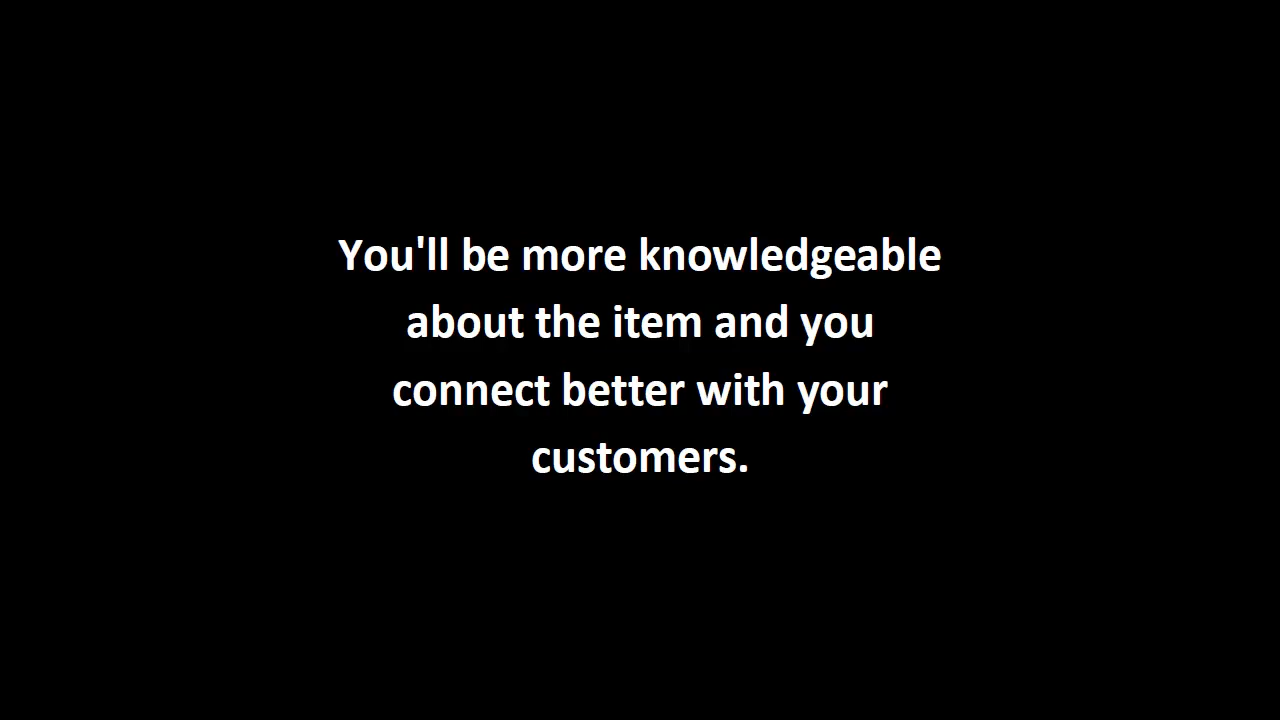 You'll be more knowledgeable
about the item and you
connect better with your
customers.